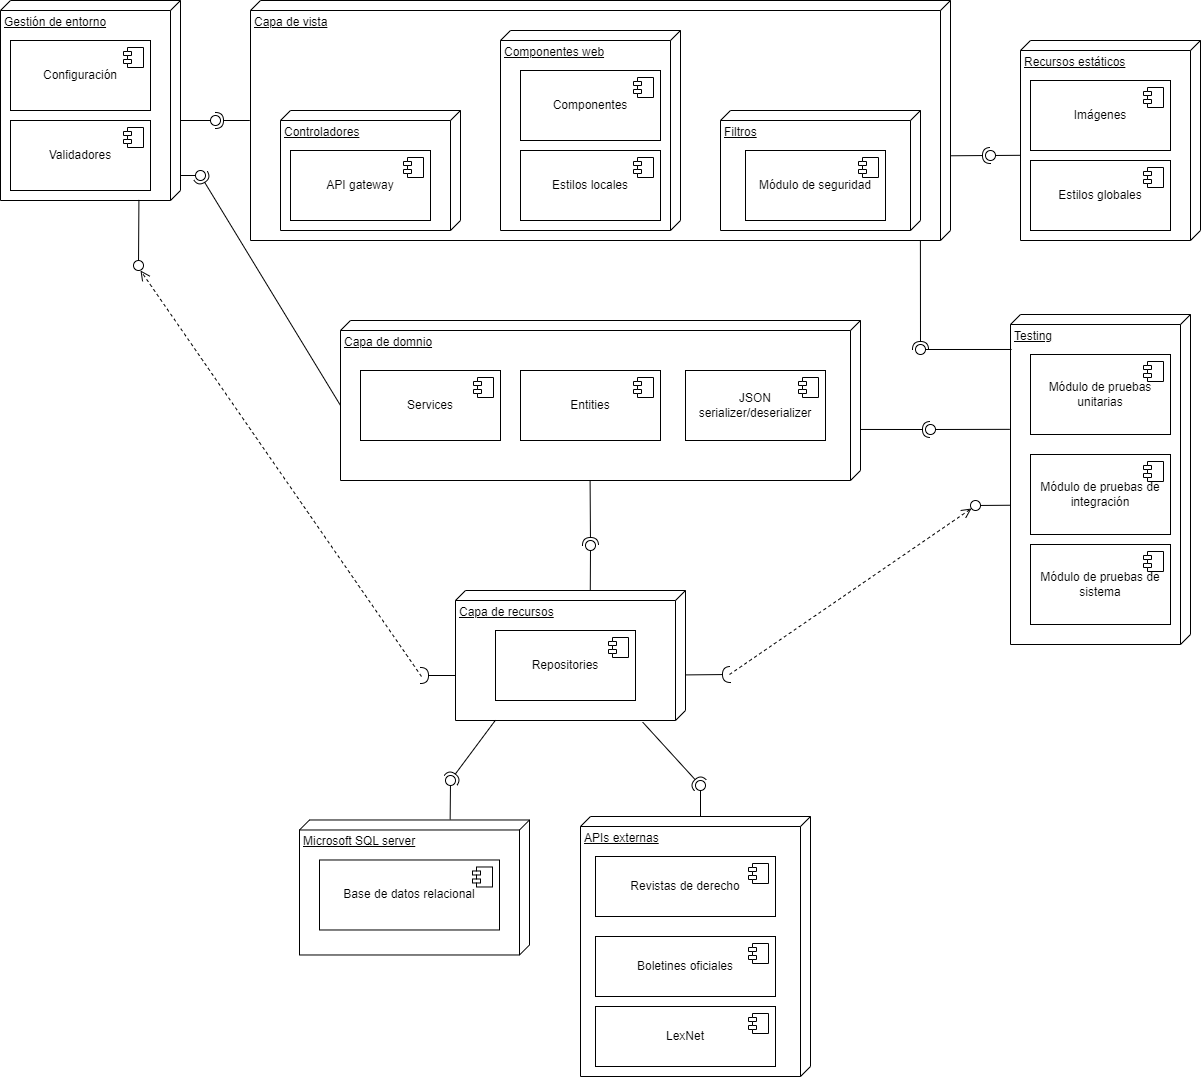 Gestión de entorno
Configuración
Validadores
Capa de vista
Controladores
API gateway
Componentes web
Componentes
Estilos locales
Filtros
Módulo de seguridad
Recursos estáticos
Imágenes
Estilos globales
Capa de domnio
Services
Entities
JSON
serializer/deserializer
Testing
Módulo de pruebas
unitarias
Módulo de pruebas de
integración
Módulo de pruebas de
sistema
Capa de recursos
Repositories
Microsoft SQL server
Base de datos relacional
APIs externas
Revistas de derecho
Boletines oficiales
LexNet